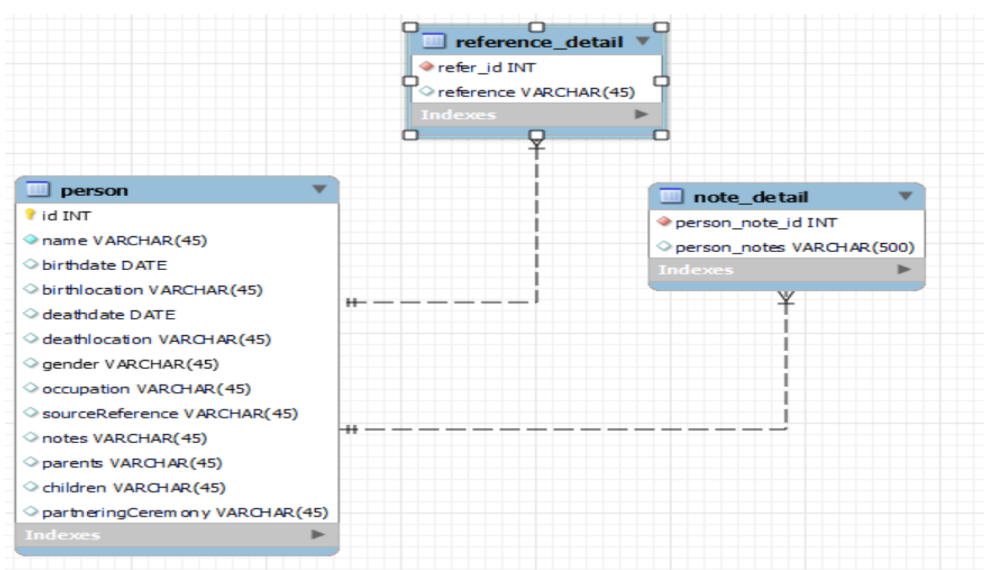 reference_detail
refer_id INT
reference VARCHAR(45)
Indexes
person
id INT
name VARCHAR(45)
birthdate DATE
birthlocation VARCHAR(45)
deathdate DATE
deathlocation VARCHAR(45)
gender VARCHAR(45)
occupation VARCHAR(45)
sourceReference VARCHAR(45)
notes VARCHAR(45)
parents VARCHAR(45)
children VARCHAR(45)
partneringCeremony VARCHAR(45)
Indexes
note_detail
person_note_id INT
person_notes VARCHAR(500)
Indexes